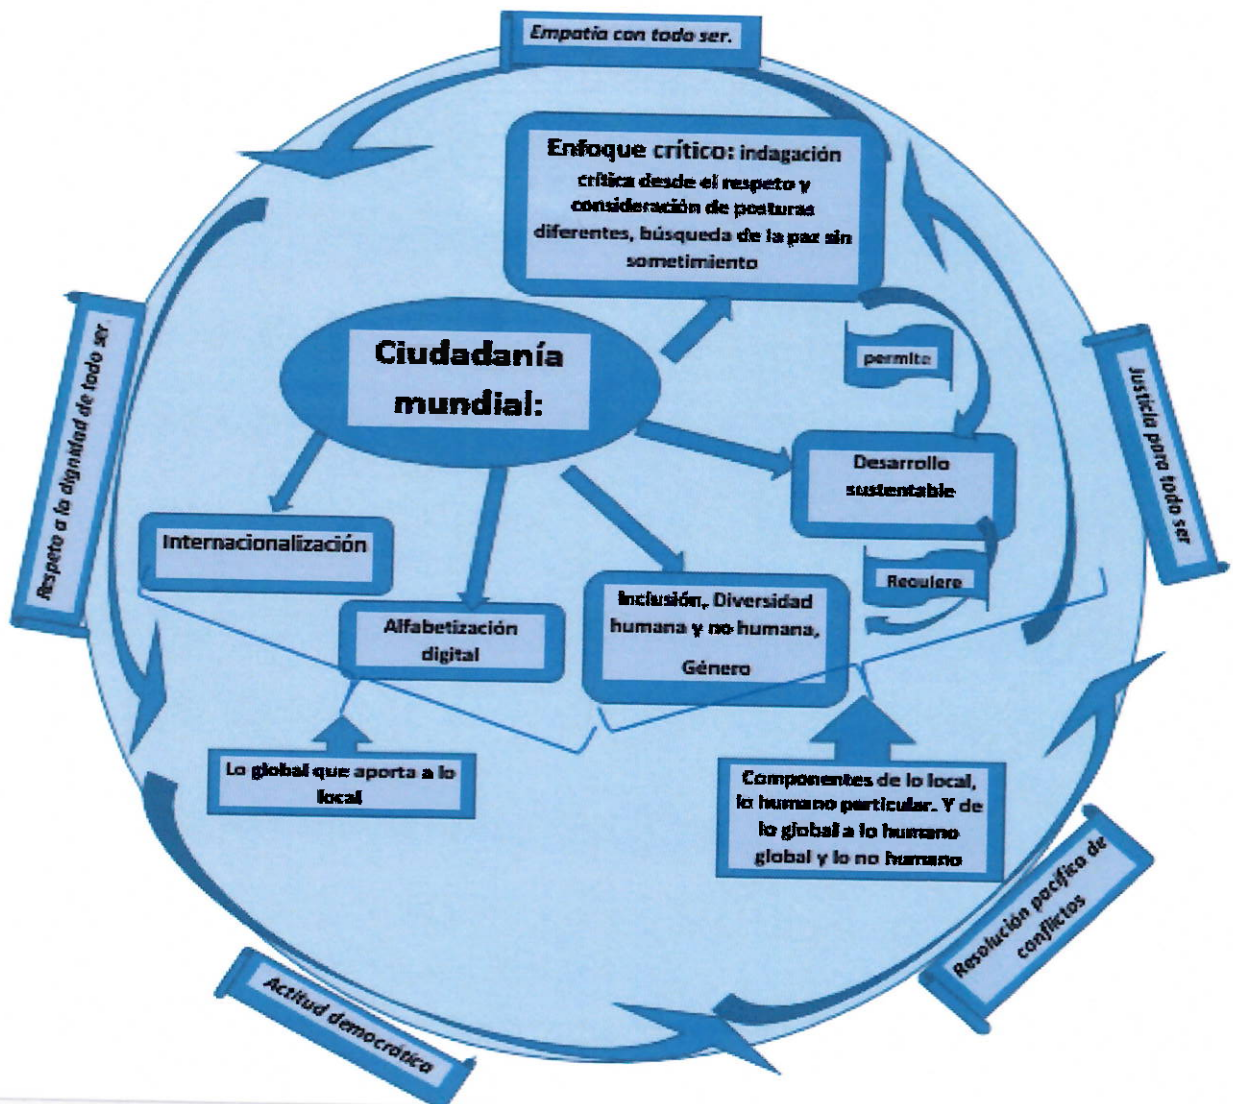 Empatía con todo ser.
Enfoque crítico: indagación
crítica desde el respeto y
consideración de posturas
diferentes, búsqueda de la paz sin
sometimiento
Ciudadanía
mundial:
permite
Desarrollo
sustentable
Requiere
Internacionalización
Alfabetización
digital
Inclusión, Diversidad
humana y no humana,
Género
Lo global que aporta a lo
local
Componentes de lo local,
lo humano particular. Y de
lo global a lo humano
global y lo no humano
Respeto a la dignidad de todo ser
Justicia para todo ser
Actitud democrática
Resolución pacífica de
conflictos